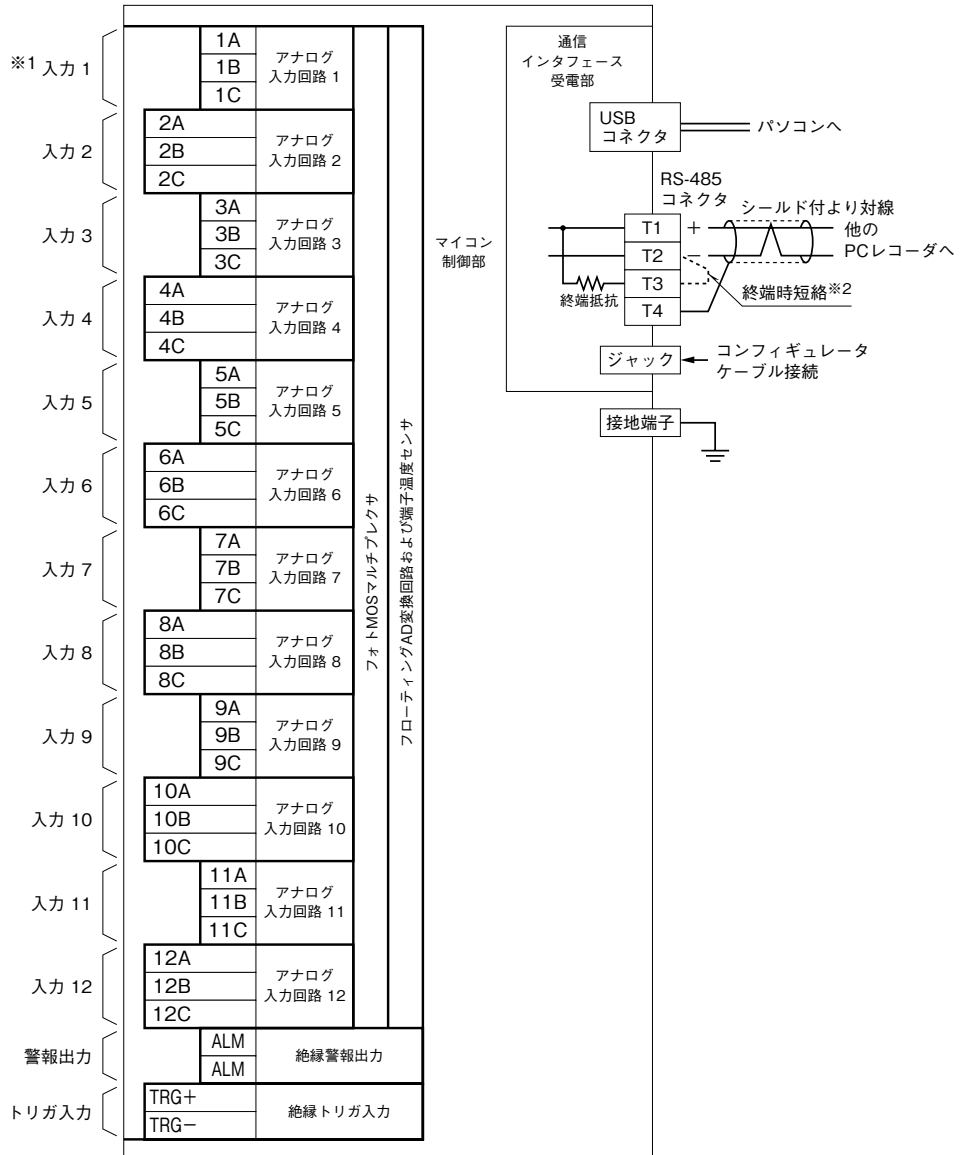 ※1 入力 1
1A
1B
1C
アナログ
入力回路 1
入力 2
2A
2B
2C
アナログ
入力回路 2
入力 3
3A
3B
3C
アナログ
入力回路 3
入力 4
4A
4B
4C
アナログ
入力回路 4
入力 5
5A
5B
5C
アナログ
入力回路 5
入力 6
6A
6B
6C
アナログ
入力回路 6
入力 7
7A
7B
7C
アナログ
入力回路 7
入力 8
8A
8B
8C
アナログ
入力回路 8
入力 9
9A
9B
9C
アナログ
入力回路 9
入力 10
10A
10B
10C
アナログ
入力回路 10
入力 11
11A
11B
11C
アナログ
入力回路 11
入力 12
12A
12B
12C
アナログ
入力回路 12
警報出力
ALM
ALM
絶縁警報出力
トリガ入力
TRG+
TRG−
絶縁トリガ入力
フォトMOSマルチプレクサ
フローティングAD変換回路および端子温度センサ
マイコン
制御部
通信
インタフェース
受電部
USB
コネクタ
パソコンへ
RS-485
コネクタ
T1
T2
T3
T4
+
−
シールド付より対線
他の
PCレコーダへ
終端抵抗
終端時短絡※2
ジャック
コンフィギュレータ
ケーブル接続
接地端子